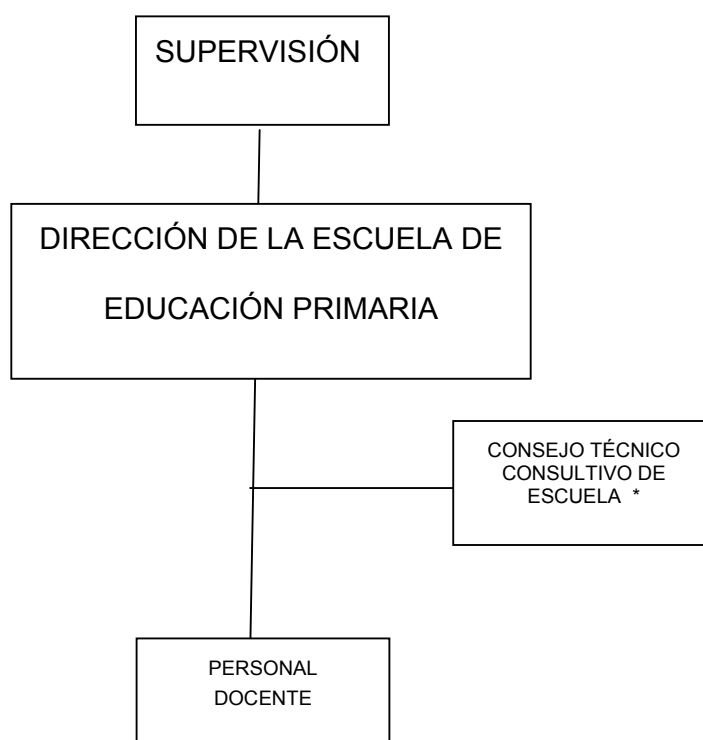 SUPERVISIÓN
DIRECCIÓN DE LA ESCUELA DE
EDUCACIÓN PRIMARIA
CONSEJO TÉCNICO
CONSULTIVO DE
ESCUELA *
PERSONAL
DOCENTE